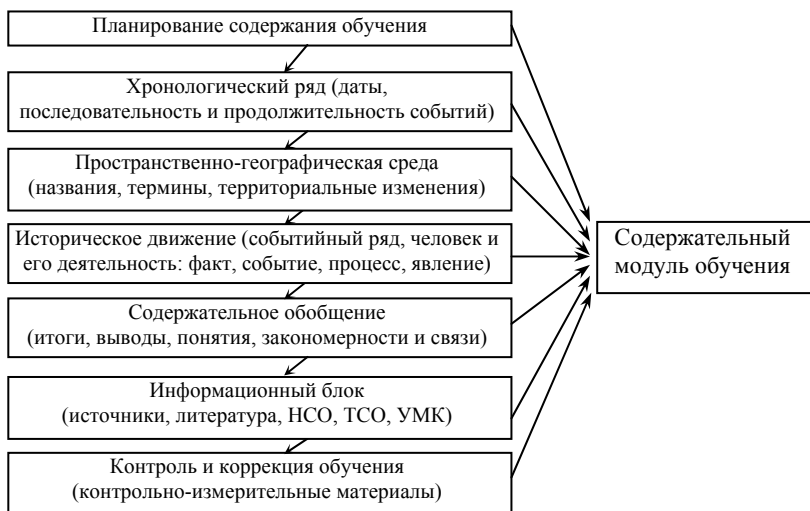 Планирование содержания обучения
Хронологический ряд (даты,
последовательность и продолжительность событий)
Пространственно-географическая среда
(названия, термины, территориальные изменения)
Историческое движение (событийный ряд, человек и
его деятельность: факт, событие, процесс, явление)
Содержательное обобщение
(итоги, выводы, понятия, закономерности и связи)
Информационный блок
(источники, литература, НСО, ТСО, УМК)
Контроль и коррекция обучения
(контрольно-измерительные материалы)
Содержательный
модуль обучения